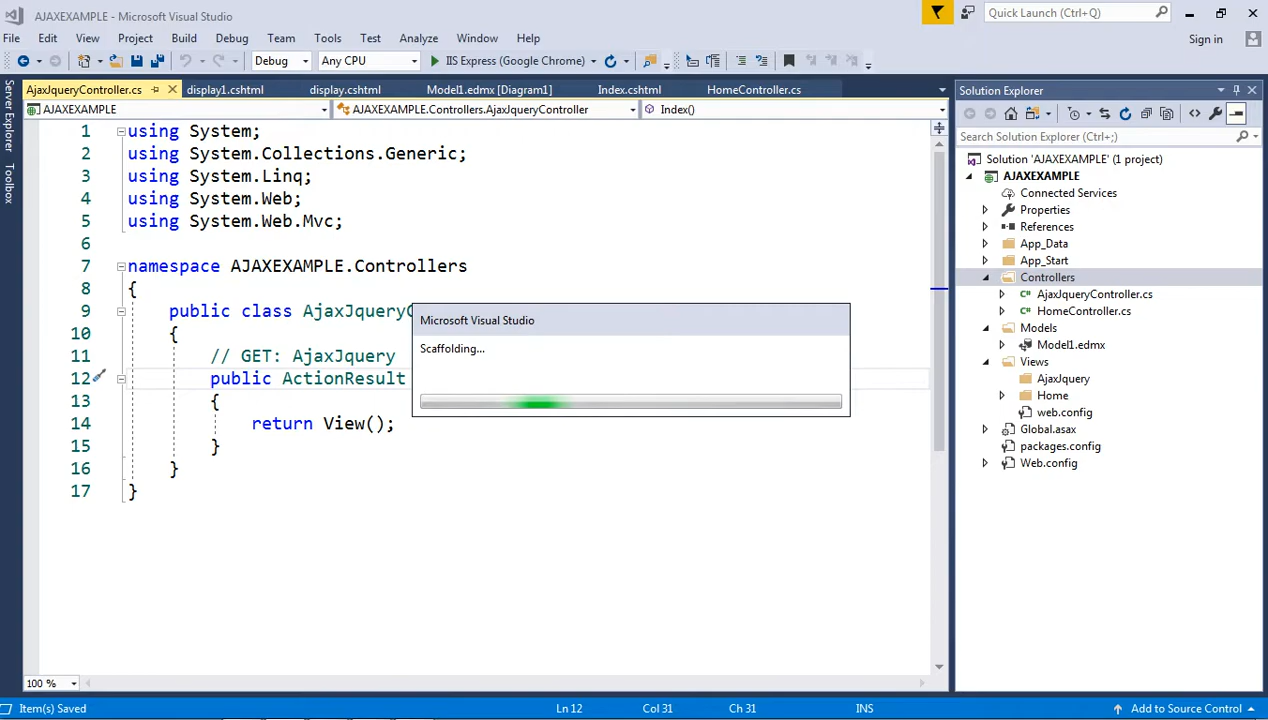 AJAXEXAMPLE - Microsoft Visual Studio
Quick Launch (Ctrl+Q)
File Edit View Project Build Debug Team Tools Test Analyze Window Help
Sign in
Debug Any CPU IIS Express (Google Chrome)
Server Explorer
Toolbox
AjaxJqueryController.cs display1.cshtml display.cshtml Model1.edmx [Diagram1] Index.cshtml HomeController.cs
AJAXEXAMPLE AJAXEXAMPLE.Controllers.AjaxJqueryController Index()
1 using System;
2 using System.Collections.Generic;
3 using System.Linq;
4 using System.Web;
5 using System.Web.Mvc;
6
7 namespace AJAXEXAMPLE.Controllers
8 {
9 public class AjaxJqueryC
10 {
11 // GET: AjaxJquery
12 public ActionResult
13 {
14 return View();
15 }
16 }
17 }
Microsoft Visual Studio
Scaffolding...
Solution Explorer
Search Solution Explorer (Ctrl+;)
Solution 'AJAXEXAMPLE' (1 project)
AJAXEXAMPLE
Connected Services
Properties
References
App_Data
App_Start
Controllers
C# AjaxJqueryController.cs
C# HomeController.cs
Models
Model1.edmx
Views
AjaxJquery
Home
web.config
Global.asax
packages.config
Web.config
100 %
Item(s) Saved Ln 12 Col 31 Ch 31 INS Add to Source Control